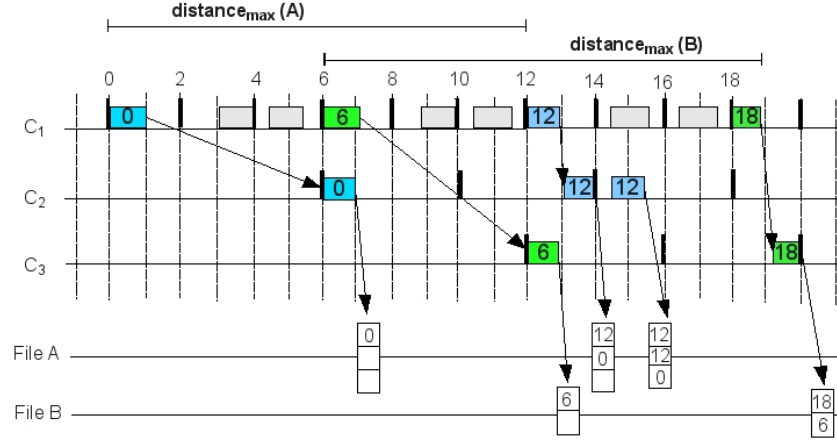 distancemax (A)
distancemax (B)
0 2 4 6 8 10 12 14 16 18
C1 0 6 12 18
C2 0 12 12
C3 6 18
0 12 12
File A 0 12
0
File B 6 18
6